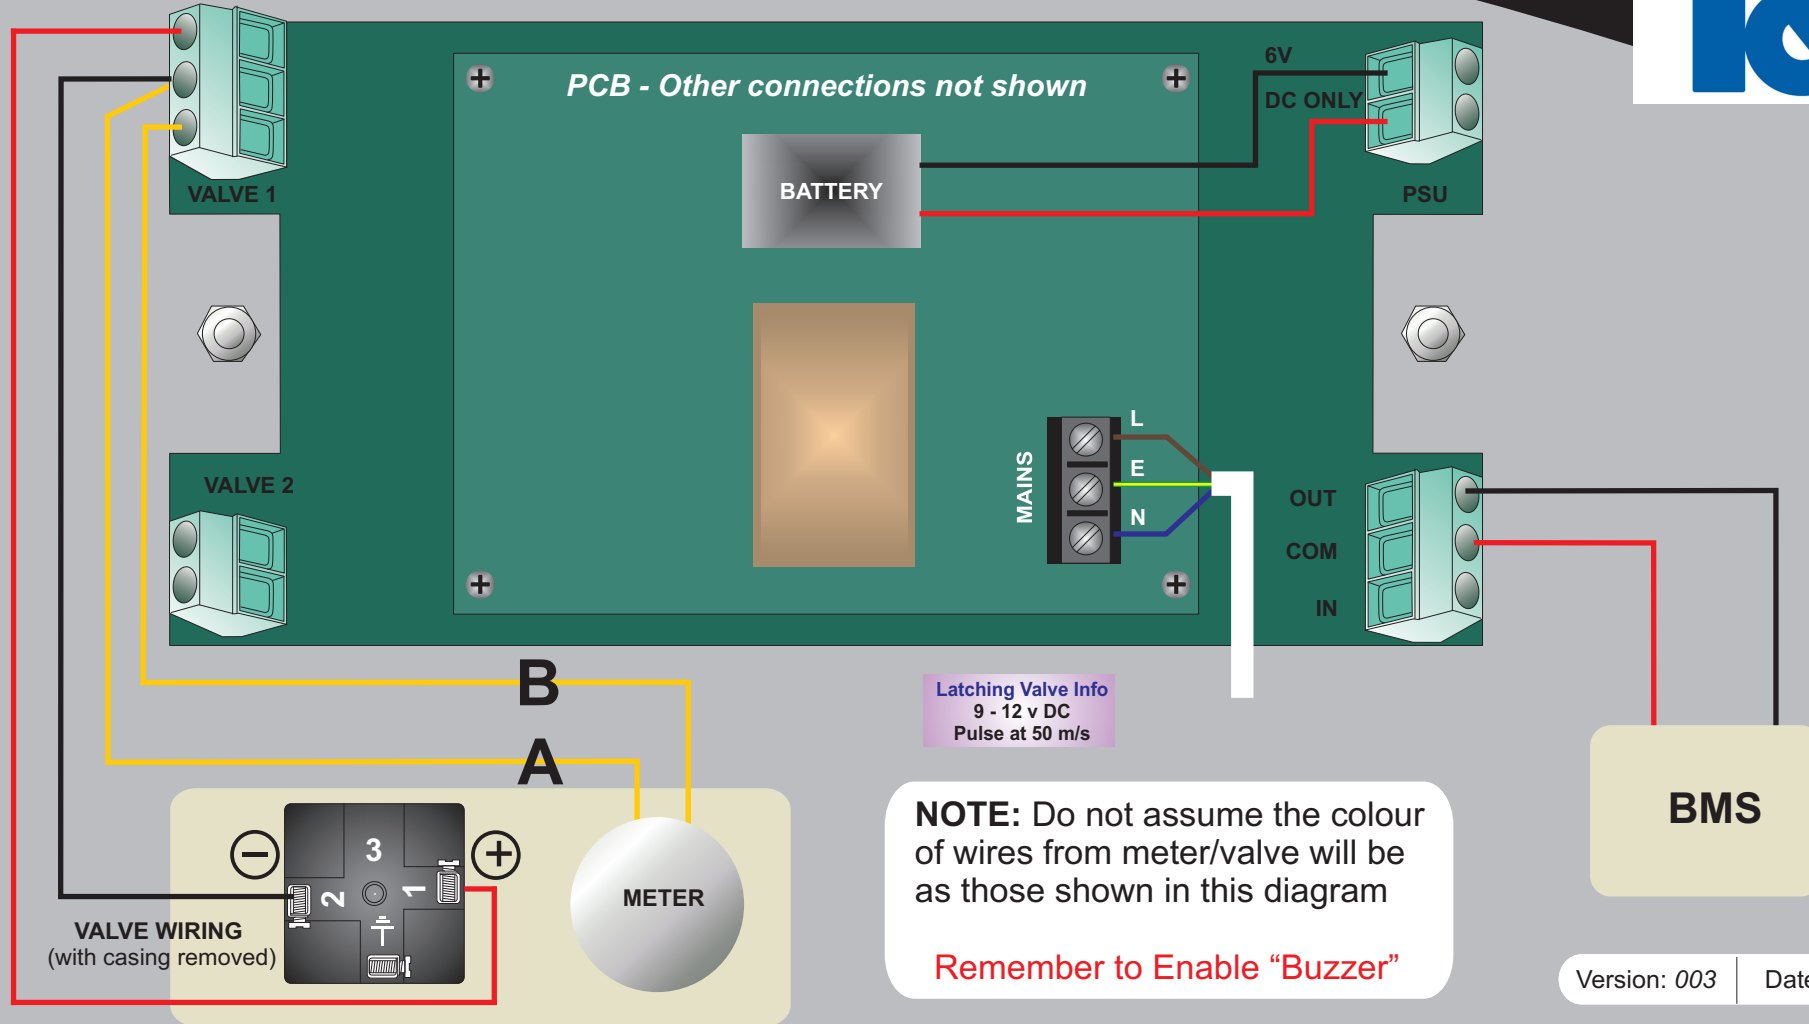 PCB - Other connections not shown
6V
DC ONLY
BATTERY
VALVE 1
PSU
L
E
N
MAINS
VALVE 2
OUT
COM
IN
B
A
Latching Valve Info
9 - 12 v DC
Pulse at 50 m/s
NOTE: Do not assume the colour
of wires from meter/valve will be
as those shown in this diagram
Remember to Enable “Buzzer”
BMS
3
2
1
METER
VALVE WIRING
(with casing removed)
Version: 003
Date